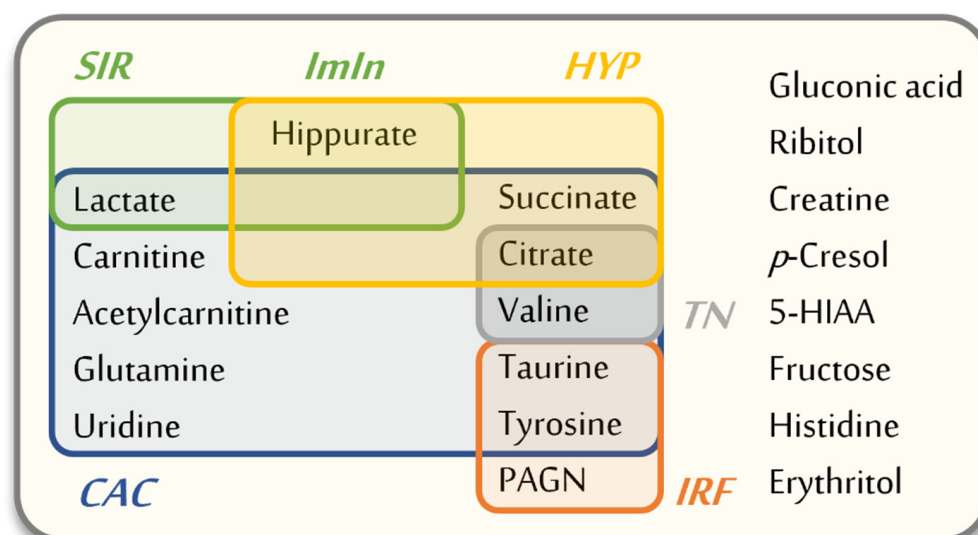 SIR ImIn HYP
Hippurate
Lactate
Carnitine
Acetylcarnitine
Glutamine
Uridine
CAC
Succinate
Citrate
Valine
TN
Taurine
Tyrosine
PAGN
IRF
Gluconic acid
Ribitol
Creatine
p-Cresol
5-HIAA
Fructose
Histidine
Erythritol